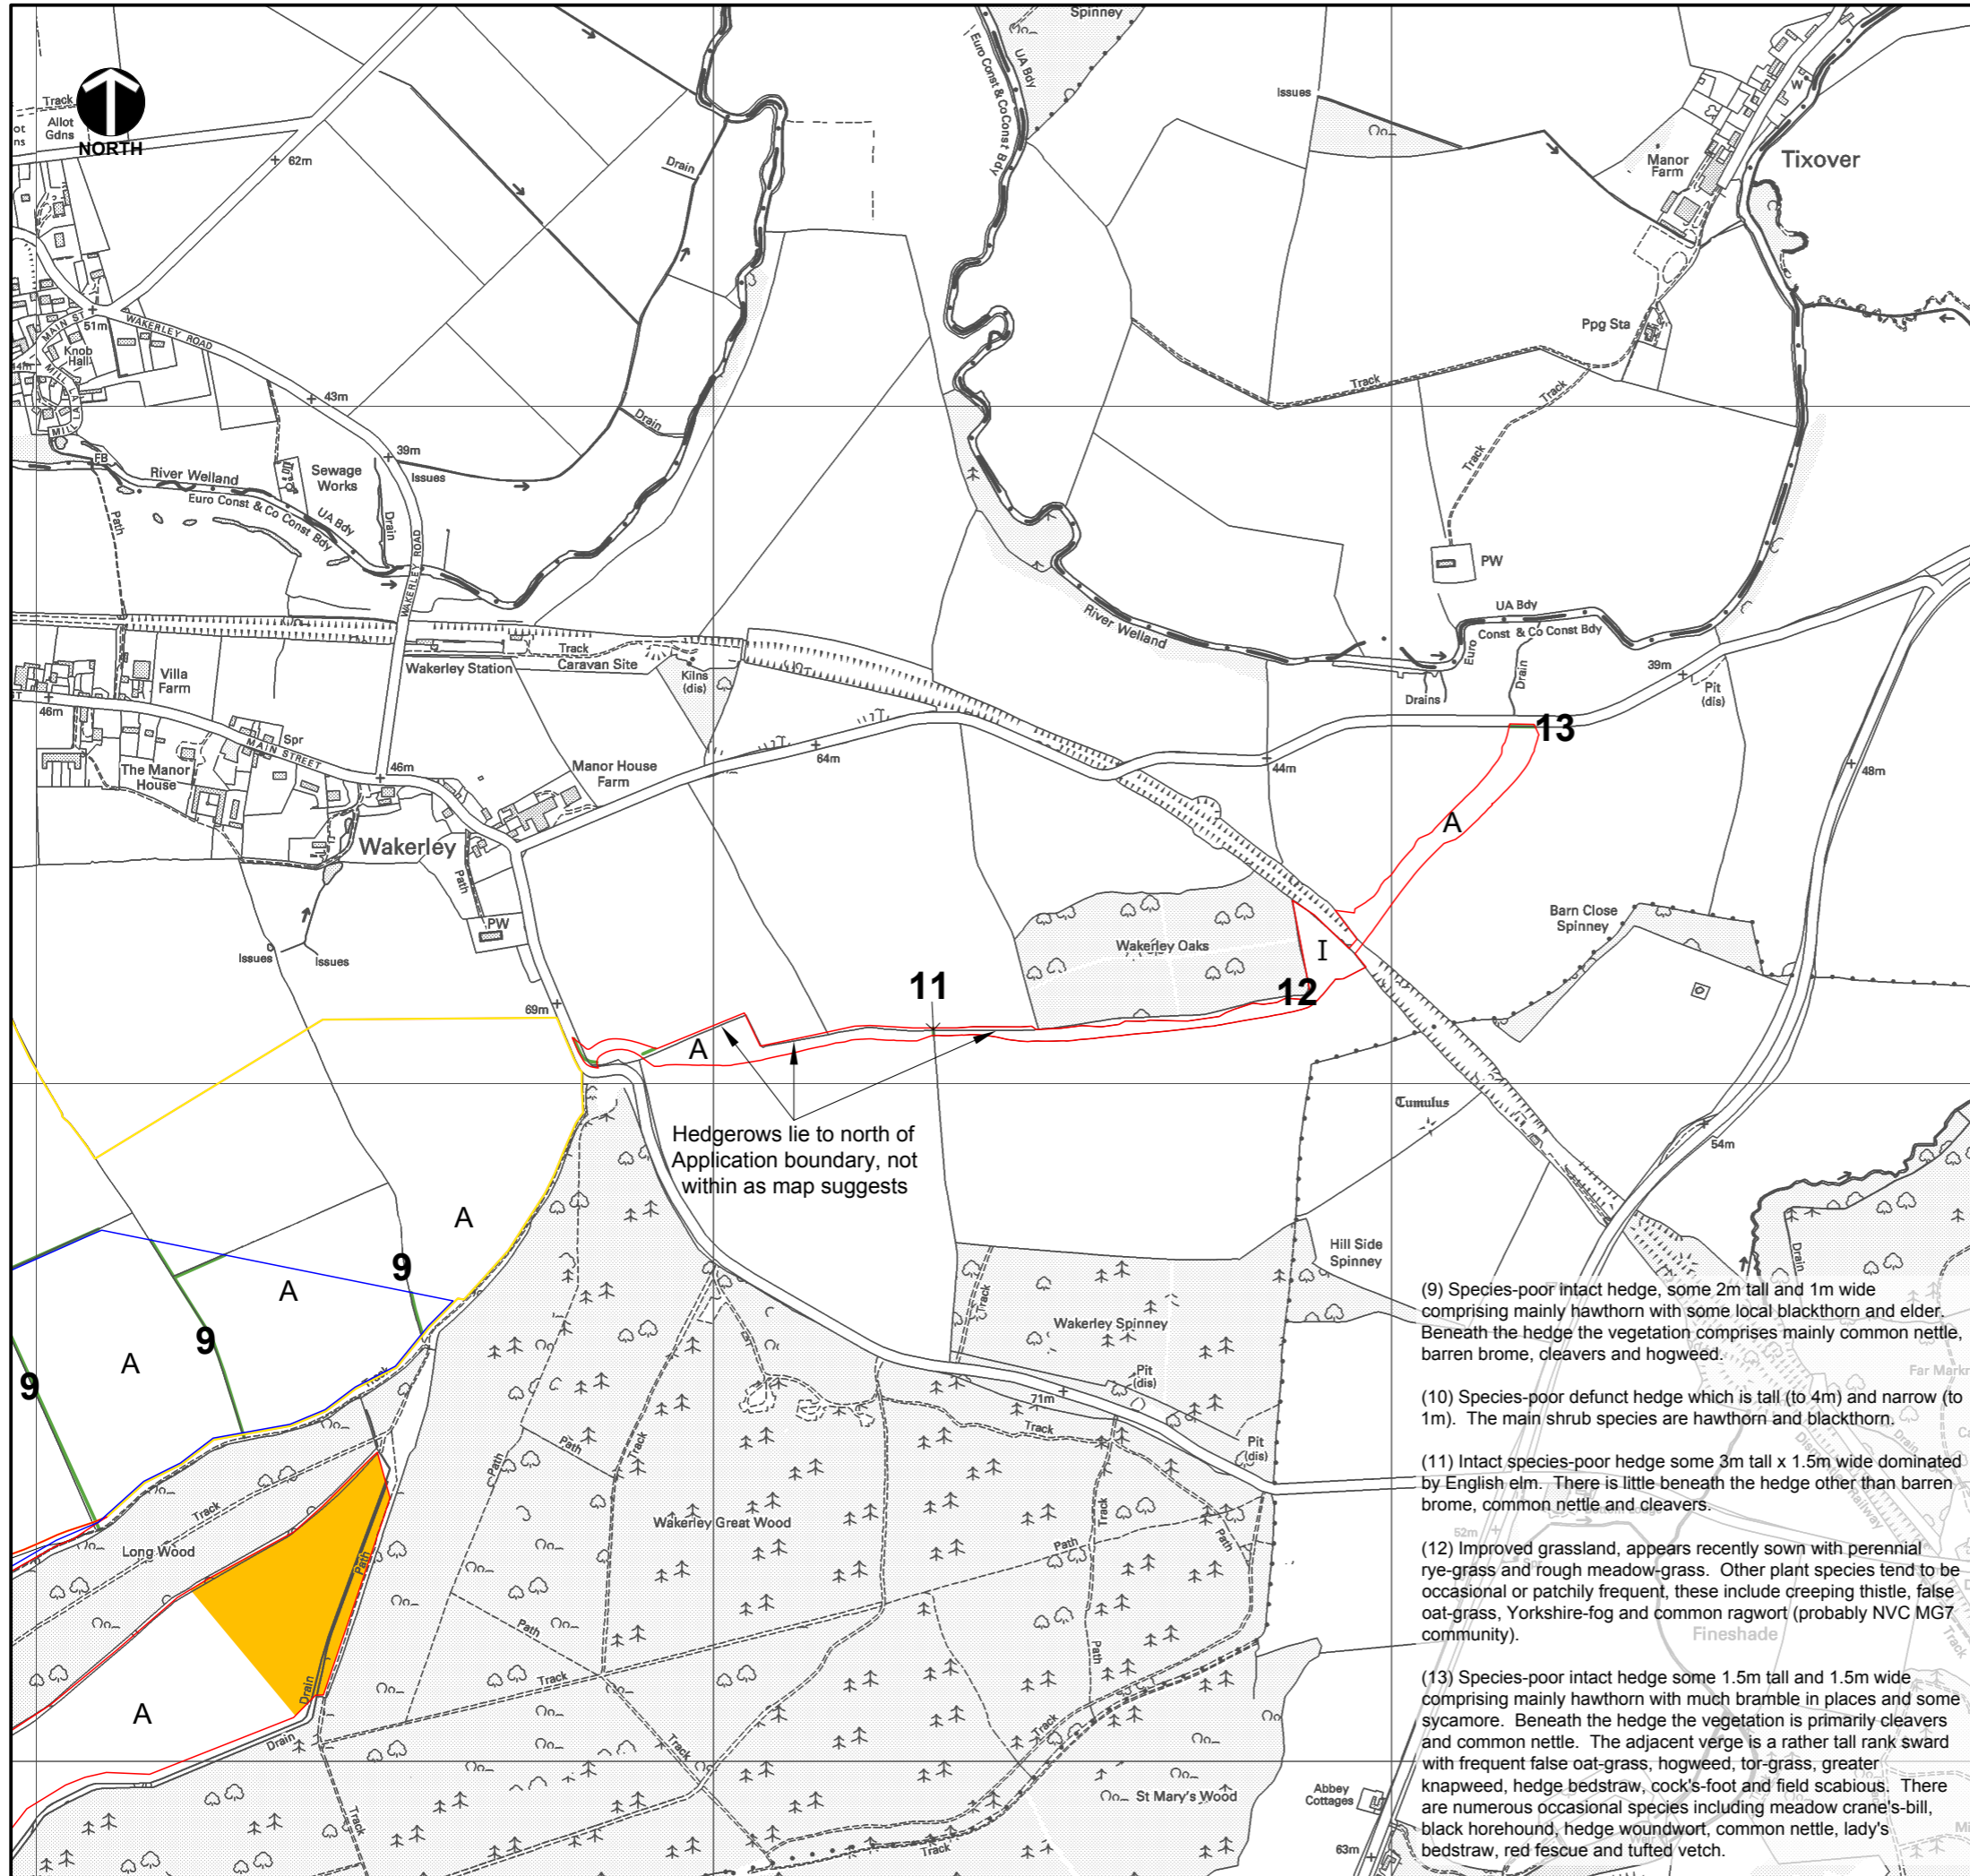 Spinney
Track
Allot
Gdns
ot
ns
NORTH
62m
Drain
Euro Const & Co Const Bdy
UA Bdy
Issues
Manor
Farm
W
Tixover
MAIN ST
51m
WAKERLEY ROAD
Knob
Hall
MILL LA
43m
Drain
Ppg Sta
Track
Track
39m
Issues
FB
River Welland
Sewage
Works
Euro Const & Co Const Bdy
UA Bdy
Drain
Path
WAKERLEY ROAD
Track
PW
UA Bdy
Euro Const & Co Const Bdy
River Welland
Drains
Drain
39m
Pit
(dis)
Villa
Farm
Wakerley Station
Track
Caravan Site
Kilns
(dis)
ST
46m
Spr
MAIN STREET
46m
The Manor
House
Manor House
Farm
64m
44m
13
48m
Wakerley
Path
PW
A
Issues
Issues
Wakerley Oaks
I
Barn Close
Spinney
11
12
69m
A
Tumulus
54m
Hedgerows lie to north of
Application boundary, not
within as map suggests
A
A
9
9
A
9
Track
Hill Side
Spinney
Drain
Track
Wakerley Spinney
Pit
(dis)
71m
Track
Pit
(dis)
Path
Path
Track
Track
Path
Track
Long Wood
Path
Wakerley Great Wood
Path
Path
Path
Drain
Track
A
Drain
Track
Track
Track
Track
St Mary's Wood
Abbey
Cottages
63m
(9) Species-poor intact hedge, some 2m tall and 1m wide
comprising mainly hawthorn with some local blackthorn and elder.
Beneath the hedge the vegetation comprises mainly common nettle,
barren brome, cleavers and hogweed.
Far Markr
(10) Species-poor defunct hedge which is tall (to 4m) and narrow (to
1m). The main shrub species are hawthorn and blackthorn.
(11) Intact species-poor hedge some 3m tall x 1.5m wide dominated
by English elm. There is little beneath the hedge other than barren
brome, common nettle and cleavers.
52m
Drain
(12) Improved grassland, appears recently sown with perennial
rye-grass and rough meadow-grass. Other plant species tend to be
occasional or patchily frequent, these include creeping thistle, false
oat-grass, Yorkshire-fog and common ragwort (probably NVC MG7
community).
Fineshade
Track
(13) Species-poor intact hedge some 1.5m tall and 1.5m wide
comprising mainly hawthorn with much bramble in places and some
sycamore. Beneath the hedge the vegetation is primarily cleavers
and common nettle. The adjacent verge is a rather tall rank sward
with frequent false oat-grass, hogweed, tor-grass, greater
knapweed, hedge bedstraw, cock's-foot and field scabious. There
are numerous occasional species including meadow crane's-bill,
black horehound, hedge woundwort, common nettle, lady's
bedstraw, red fescue and tufted vetch.